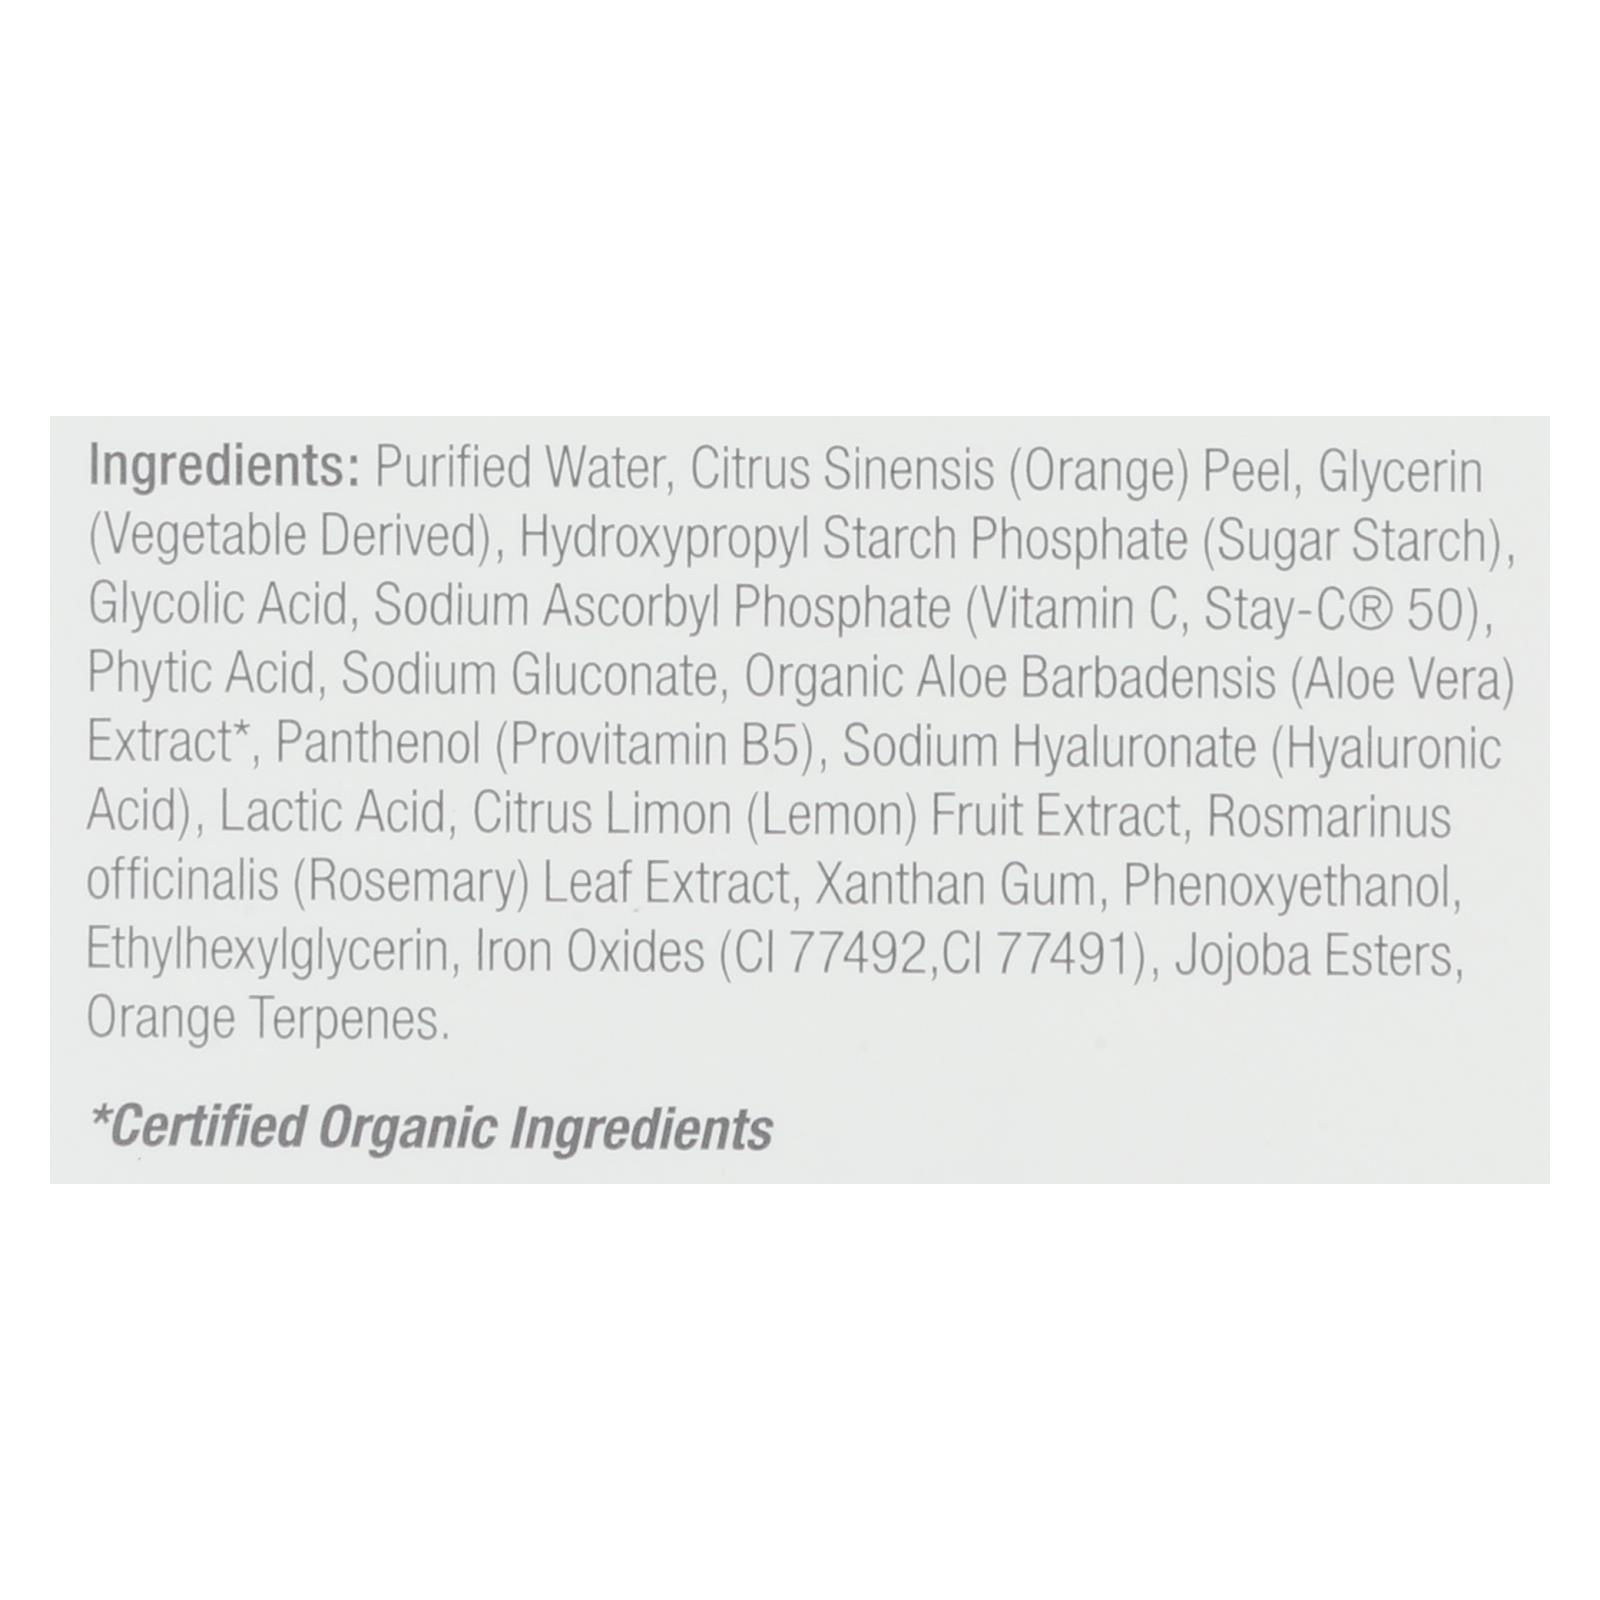 Ingredients: Purified Water, Citrus Sinensis (Orange) Peel, Glycerin
(Vegetable Derived), Hydroxypropyl Starch Phosphate (Sugar Starch),
Glycolic Acid, Sodium Ascorbyl Phosphate (Vitamin C, Stay-C® 50),
Phytic Acid, Sodium Gluconate, Organic Aloe Barbadensis (Aloe Vera)
Extract*, Panthenol (Provitamin B5), Sodium Hyaluronate (Hyaluronic
Acid), Lactic Acid, Citrus Limon (Lemon) Fruit Extract, Rosmarinus
officinalis (Rosemary) Leaf Extract, Xanthan Gum, Phenoxyethanol,
Ethylhexylglycerin, Iron Oxides (CI 77492,CI 77491), Jojoba Esters,
Orange Terpenes.
*Certified Organic Ingredients